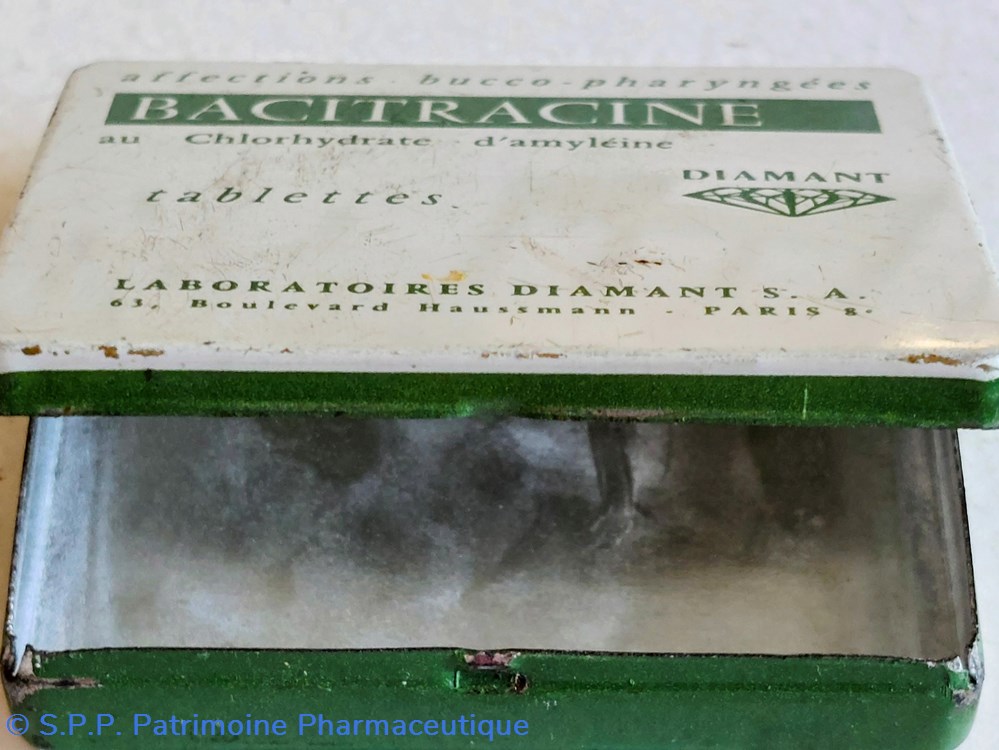 affections bucco-pharyngées
BACITRACINE
au Chlorhydrate d'amyléine
tablettes
DIAMANT
LABORATOIRES DIAMANT S. A.
63, Boulevard Haussmann - PARIS 8e
© S.P.P. Patrimoine Pharmaceutique